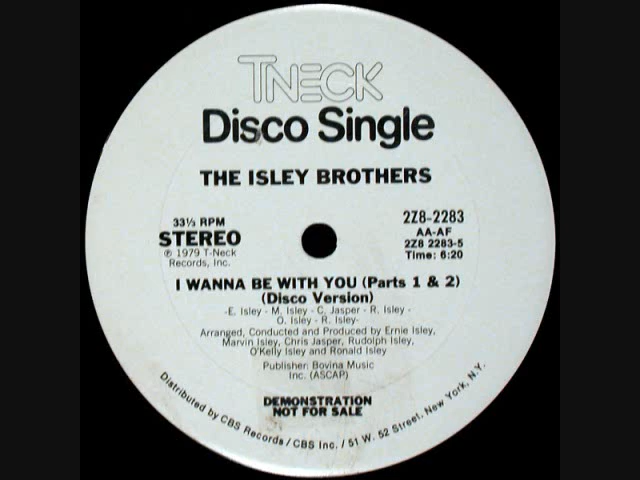 TNECK
Disco Single
THE ISLEY BROTHERS
33⅓ RPM
STEREO
℗ 1979 T-Neck
Records, Inc.
2Z8-2283
AA-AF
2Z8 2283-5
Time: 6:20
I WANNA BE WITH YOU (Parts 1 & 2)
(Disco Version)
-E. Isley - M. Isley - C. Jasper - R. Isley -
O. Isley - R. Isley-
Arranged, Conducted and Produced by Ernie Isley,
Marvin Isley, Chris Jasper, Rudolph Isley,
O'Kelly Isley and Ronald Isley
Publisher: Bovina Music
Inc. (ASCAP)
DEMONSTRATION
NOT FOR SALE
Distributed by CBS Records / CBS Inc. / 51 W. 52 Street, New York, N.Y.